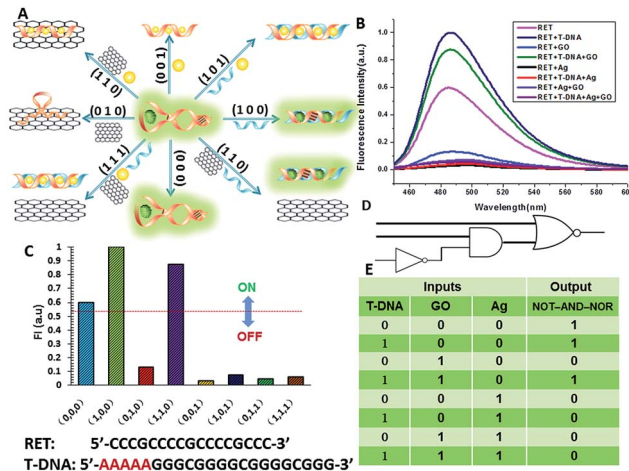 A
(1 1 0)
(0 0 1)
(1 0 1)
(0 1 0)
(1 0 0)
(1 1 1)
(0 0 0)
(1 1 0)
B
Fluorescence Intensity(a.u.)
1.0
0.8
0.6
0.4
0.2
0.0
460 480 500 520 540 560 580 600
Wavelength(nm)
RET
RET+T-DNA
RET+GO
RET+T-DNA+GO
RET+Ag
RET+T-DNA+Ag
RET+Ag+GO
RET+T-DNA+Ag+GO
C
FI (a.u)
1
0.9
0.8
0.7
0.6
0.5
0.4
0.3
0.2
0.1
0
ON
OFF
(0,0,0) (1,0,0) (0,1,0) (1,1,0) (0,0,1) (1,0,1) (0,1,1) (1,1,1)
RET: 5'-CCCGCCCCGCCCCGCCC-3'
T-DNA: 5'-AAAAAGGGCGGGGCGGGGCGGG-3'
D
E
Inputs Output
T-DNA GO Ag NOT-AND-NOR
0 0 0 1
1 0 0 1
0 1 0 0
1 1 0 1
0 0 1 0
1 0 1 0
0 1 1 0
1 1 1 0